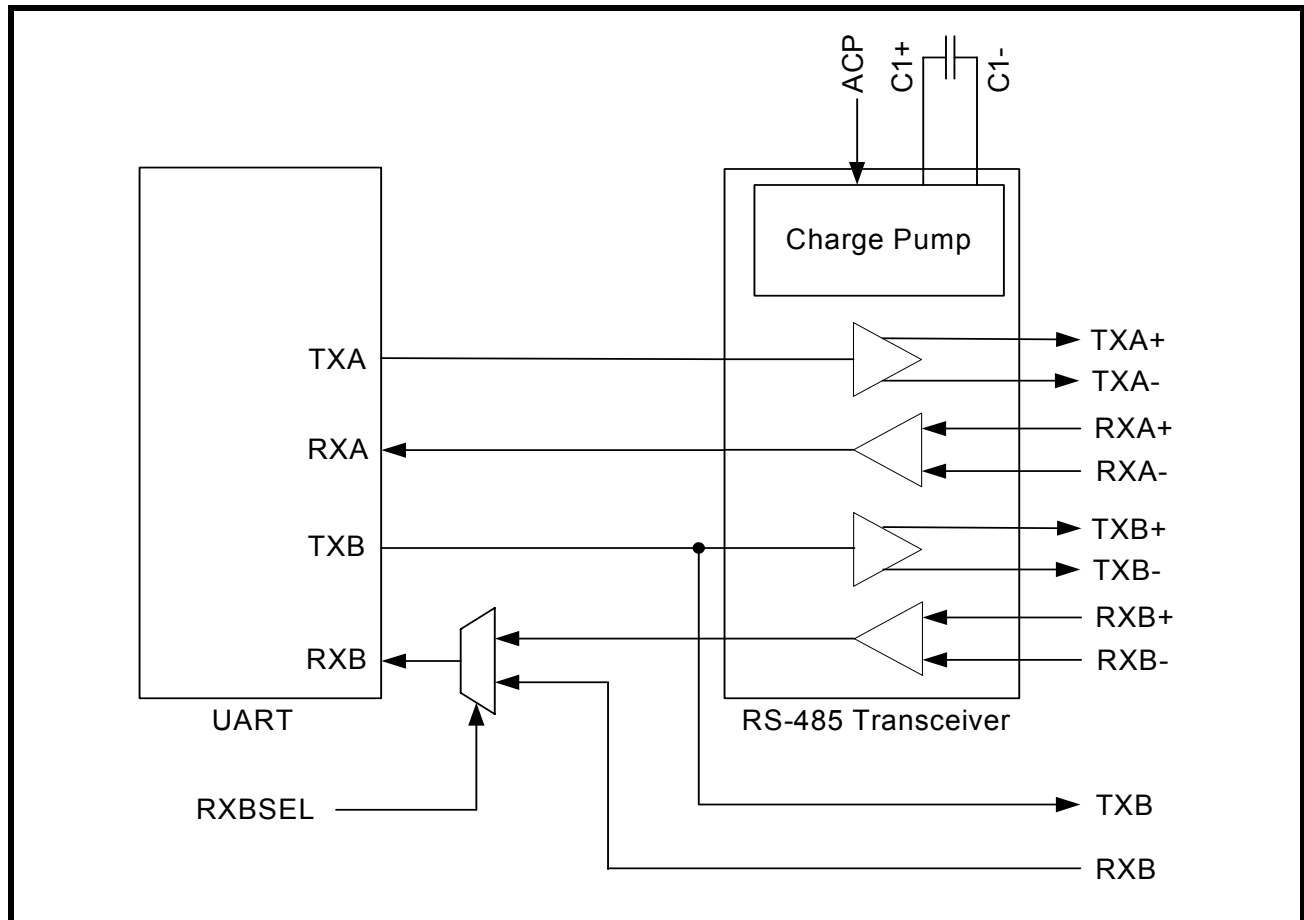 ACP
C1+
C1-
Charge Pump
TXA
TXA+
TXA-
RXA
RXA+
RXA-
TXB
TXB+
TXB-
RXB
RXB+
RXB-
UART
RS-485 Transceiver
RXBSEL
TXB
RXB